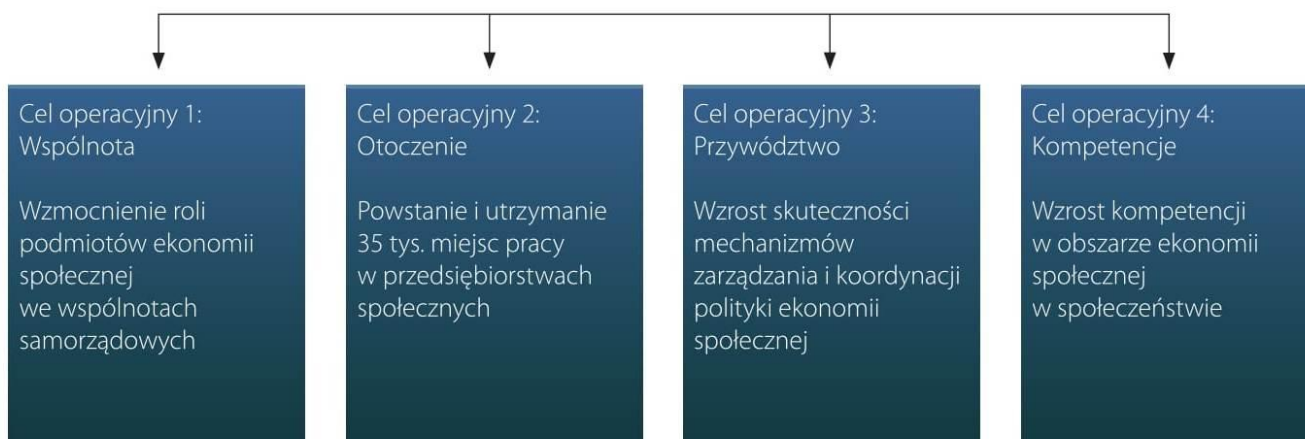 Cel operacyjny 1:
Wspólnota
Wzmocnienie roli
podmiotów ekonomii
społecznej
we wspólnotach
samorządowych
Cel operacyjny 2:
Otoczenie
Powstanie i utrzymanie
35 tys. miejsc pracy
w przedsiębiorstwach
społecznych
Cel operacyjny 3:
Przywództwo
Wzrost skuteczności
mechanizmów
zarządzania i koordynacji
polityki ekonomii
społecznej
Cel operacyjny 4:
Kompetencje
Wzrost kompetencji
w obszarze ekonomii
społecznej
w społeczeństwie